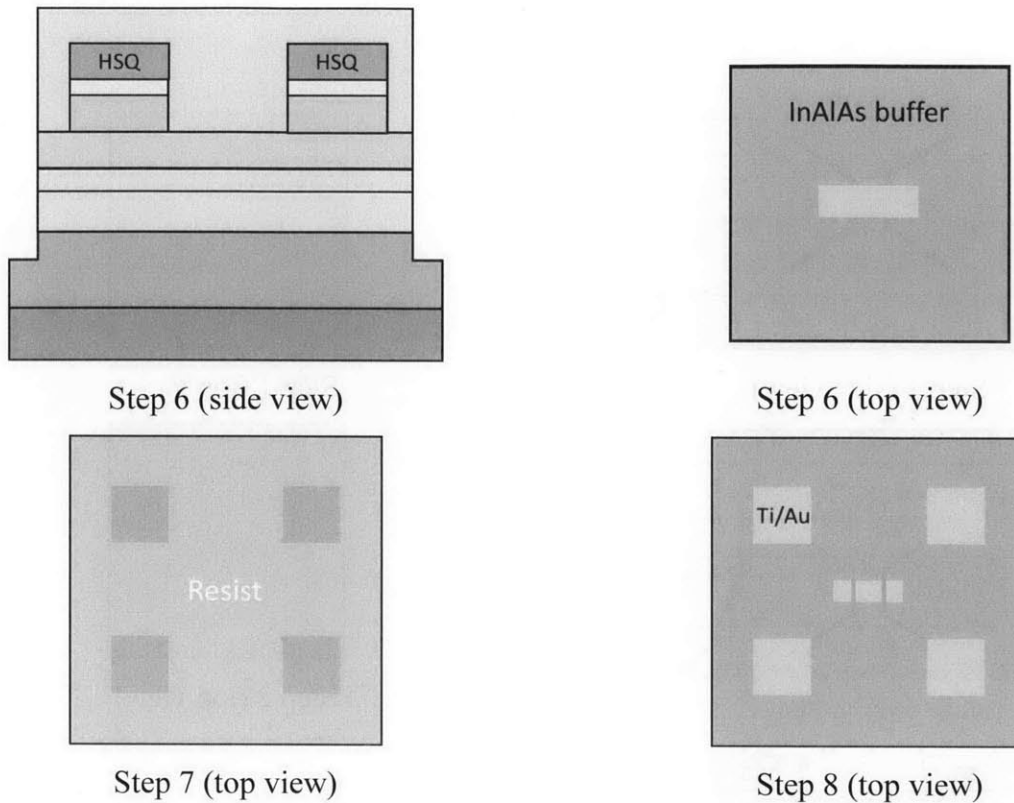 HSQ HSQ
InAlAs buffer
Step 6 (side view)
Step 6 (top view)
Resist
Ti/Au
Step 7 (top view)
Step 8 (top view)